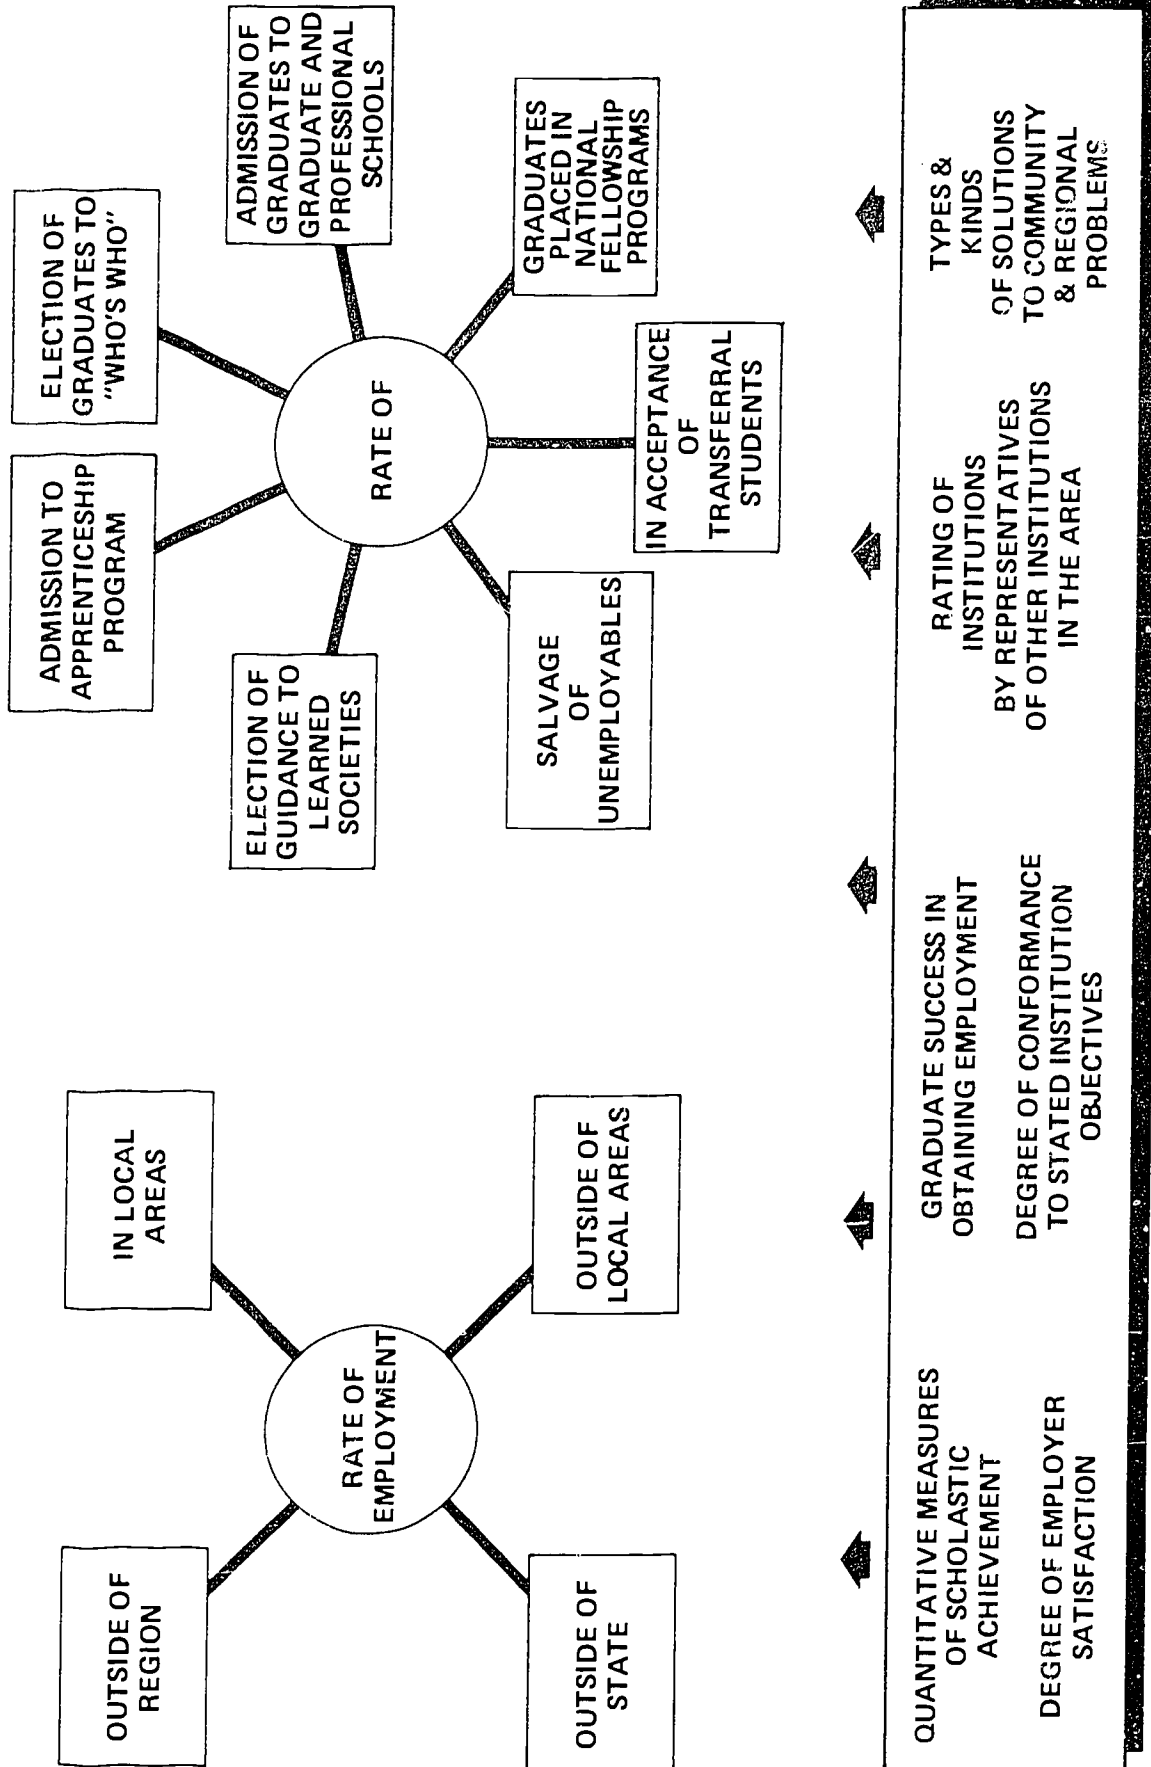 OUTSIDE OF
REGION
IN LOCAL
AREAS
RATE OF
EMPLOYMENT
OUTSIDE OF
STATE
OUTSIDE OF
LOCAL AREAS
ADMISSION TO
APPRENTICESHIP
PROGRAM
ELECTION OF
GRADUATES TO
"WHO'S WHO"
ELECTION OF
GUIDANCE TO
LEARNED
SOCIETIES
ADMISSION OF
GRADUATES TO
GRADUATE AND
PROFESSIONAL
SCHOOLS
RATE OF
SALVAGE
OF
UNEMPLOYABLES
GRADUATES
PLACED IN
NATIONAL
FELLOWSHIP
PROGRAMS
IN ACCEPTANCE
OF
TRANSFERRAL
STUDENTS
QUANTITATIVE MEASURES
OF SCHOLASTIC
ACHIEVEMENT
DEGREE OF EMPLOYER
SATISFACTION
GRADUATE SUCCESS IN
OBTAINING EMPLOYMENT
DEGREE OF CONFORMANCE
TO STATED INSTITUTION
OBJECTIVES
RATING OF
INSTITUTIONS
BY REPRESENTATIVES
OF OTHER INSTITUTIONS
IN THE AREA
TYPES &
KINDS
OF SOLUTIONS
TO COMMUNITY
& REGIONAL
PROBLEMS